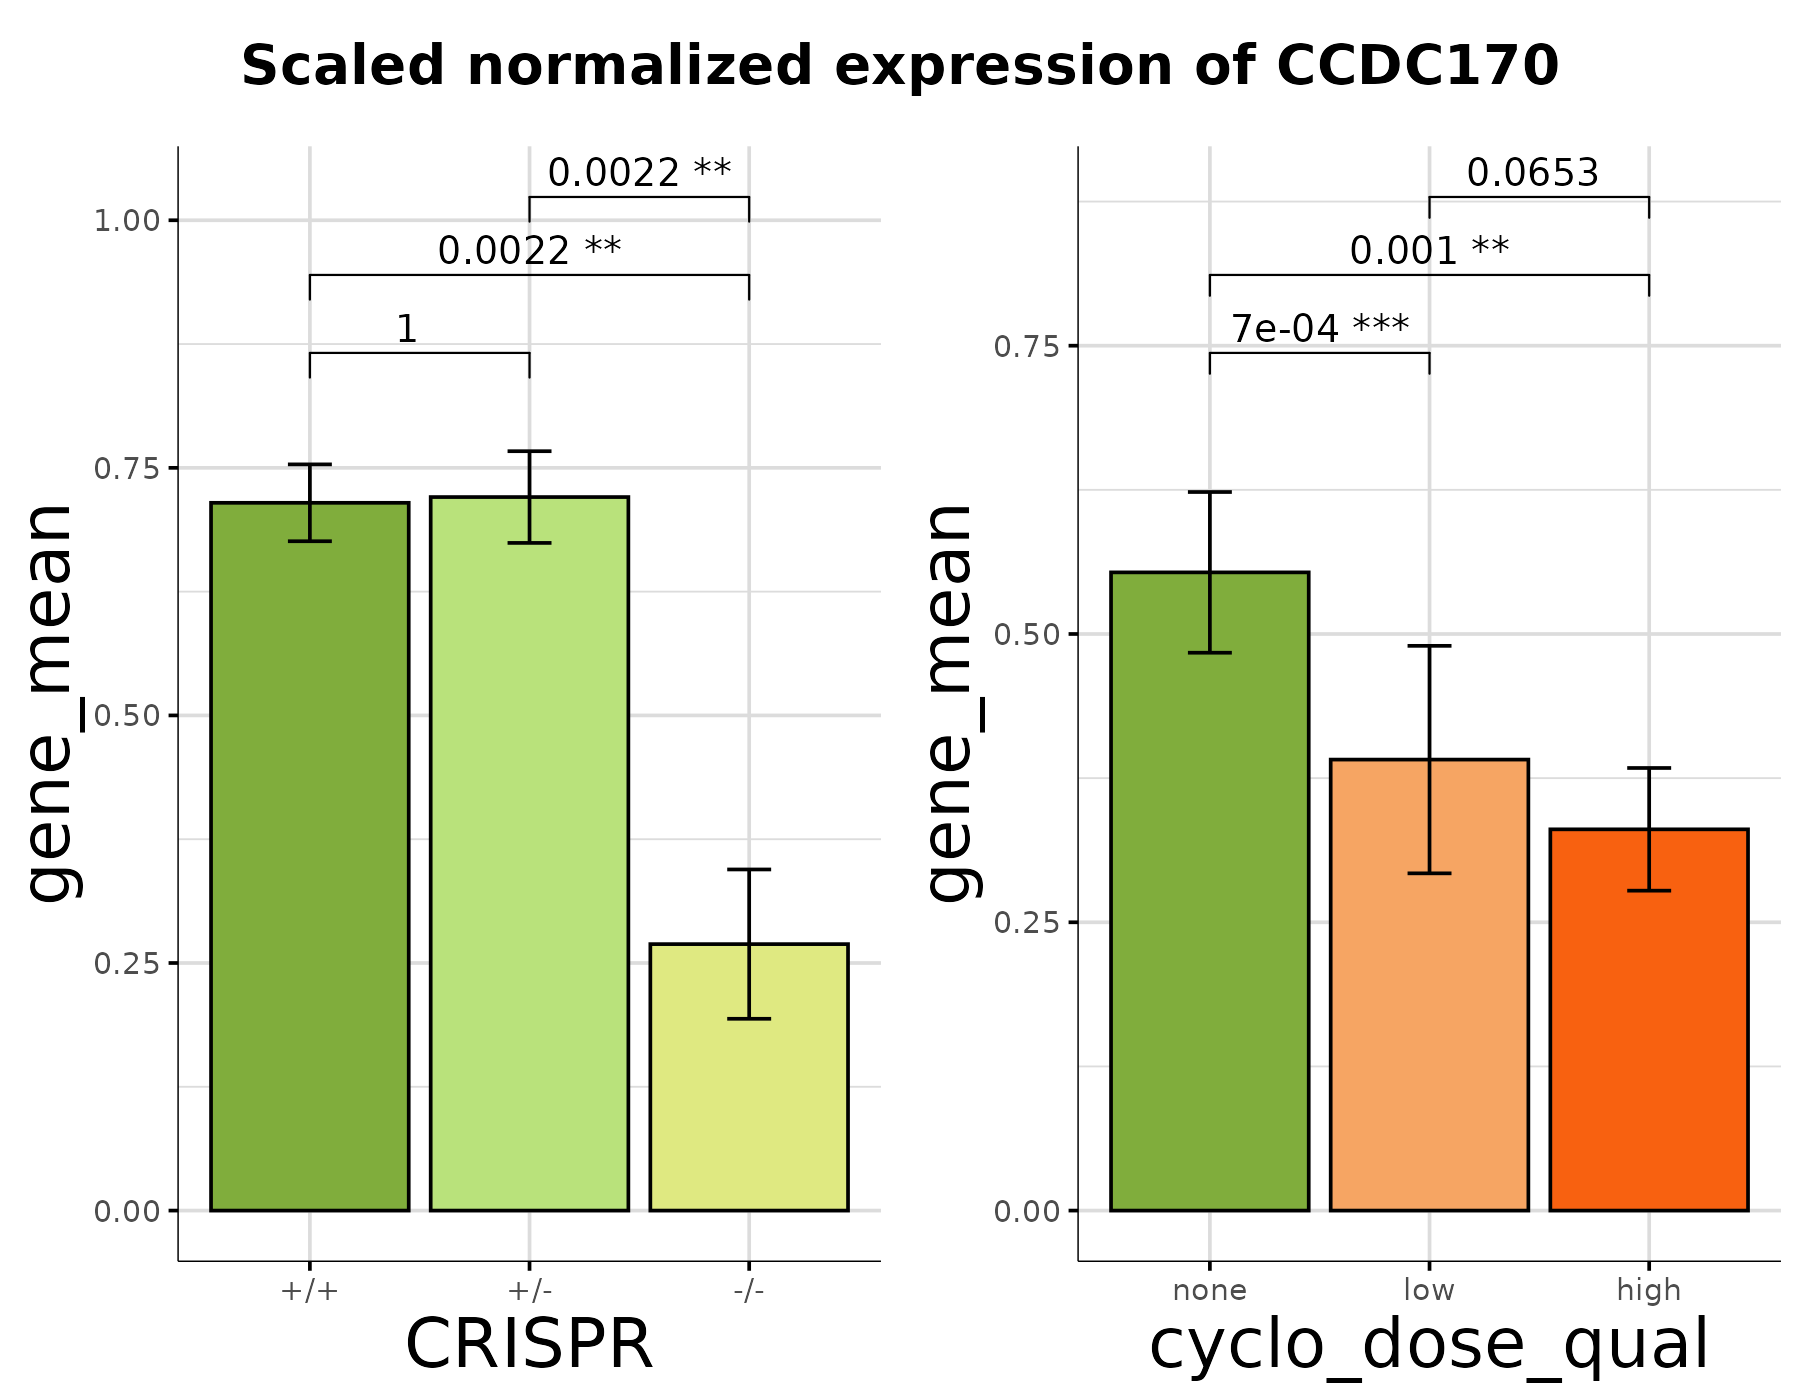 Scaled normalized expression of CCDC170
gene_mean
1.00
0.75
0.50
0.25
0.00
0.0022 **
0.0022 **
1
+/+ +/- -/-
CRISPR
gene_mean
0.75
0.50
0.25
0.00
0.0653
0.001 **
7e-04 ***
none low high
cyclo_dose_qual